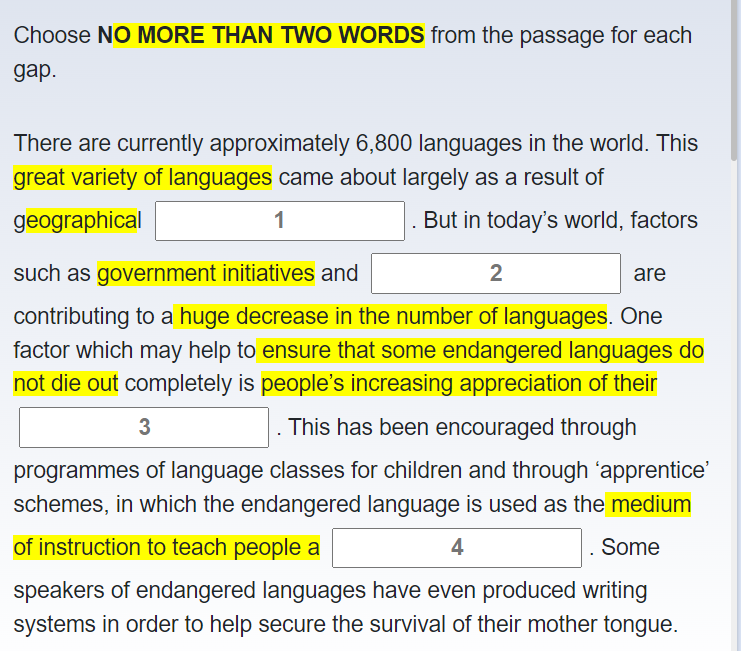 Choose NO MORE THAN TWO WORDS from the passage for each
gap.
There are currently approximately 6,800 languages in the world. This
great variety of languages came about largely as a result of
geographical 1 . But in today’s world, factors
such as government initiatives and 2 are
contributing to a huge decrease in the number of languages. One
factor which may help to ensure that some endangered languages do
not die out completely is people’s increasing appreciation of their
3 . This has been encouraged through
programmes of language classes for children and through ‘apprentice’
schemes, in which the endangered language is used as the medium
of instruction to teach people a 4 . Some
speakers of endangered languages have even produced writing
systems in order to help secure the survival of their mother tongue.